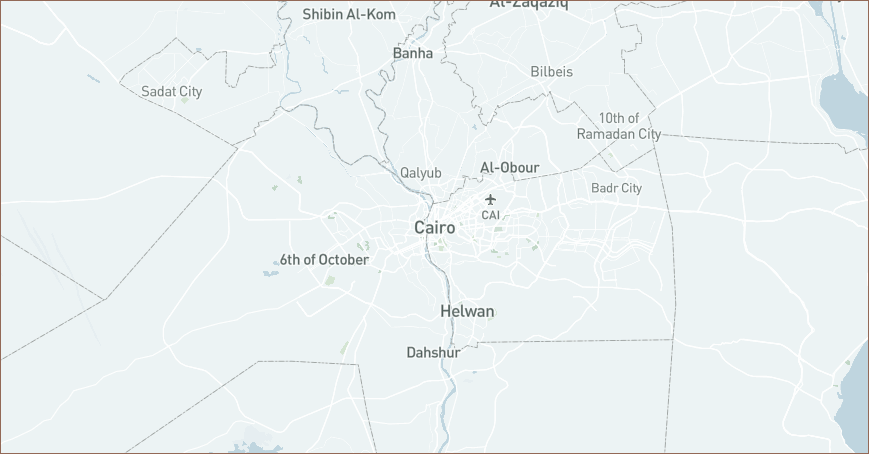 Al-Zaqaziq
Shibin Al-Kom
Banha
Bilbeis
Sadat City
10th of
Ramadan City
Al-Obour
Qalyub
Badr City
CAI
Cairo
6th of October
Helwan
Dahshur